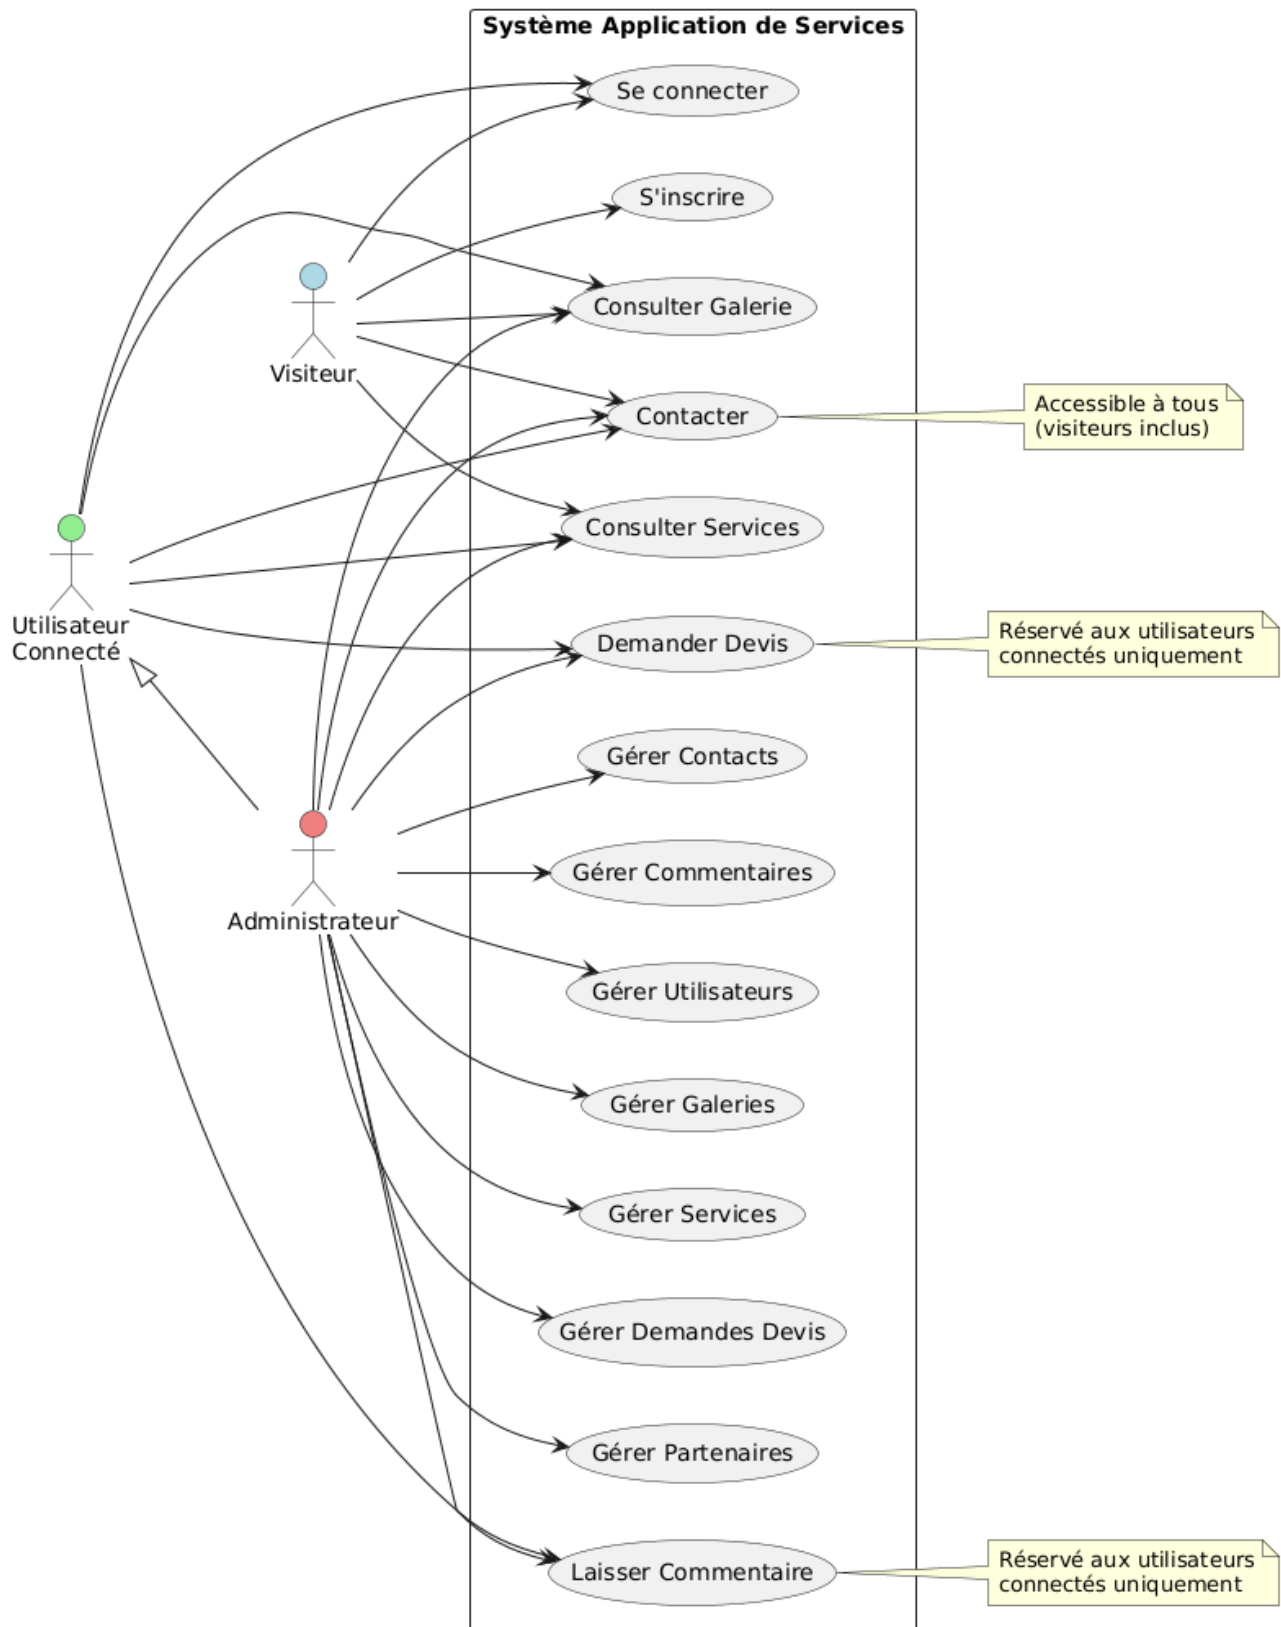 Système Application de Services
Se connecter
S'inscrire
Consulter Galerie
Visiteur
Contacter
Accessible à tous
(visiteurs inclus)
Consulter Services
Utilisateur
Connecté
Demander Devis
Réservé aux utilisateurs
connectés uniquement
Gérer Contacts
Gérer Commentaires
Administrateur
Gérer Utilisateurs
Gérer Galeries
Gérer Services
Gérer Demandes Devis
Gérer Partenaires
Laisser Commentaire
Réservé aux utilisateurs
connectés uniquement